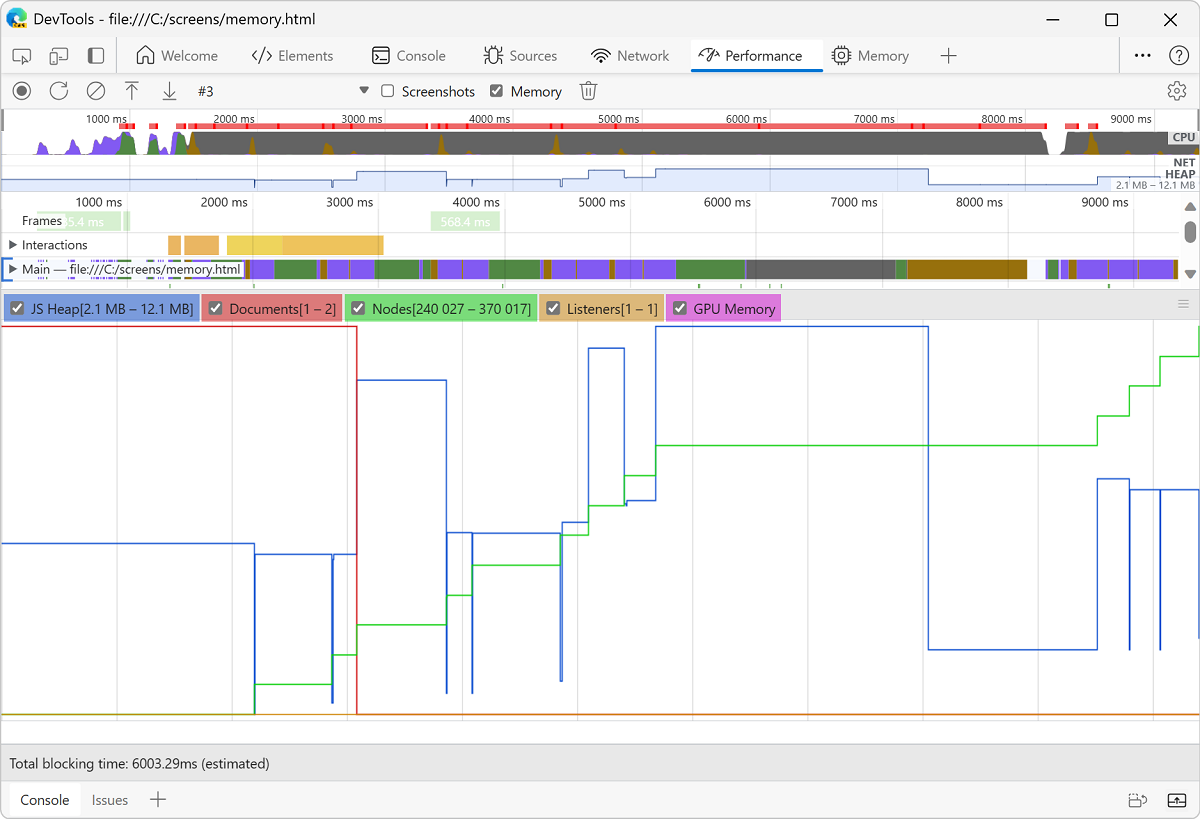 DevTools - file:///C:/screens/memory.html
Welcome Elements Console Sources Network Performance Memory
#3 Screenshots Memory
1000 ms 2000 ms 3000 ms 4000 ms 5000 ms 6000 ms 7000 ms 8000 ms 9000 ms
CPU
NET
HEAP
2.1 MB – 12.1 MB
1000 ms 2000 ms 3000 ms 4000 ms 5000 ms 6000 ms 7000 ms 8000 ms 9000 ms
Frames 5.4 ms 568.4 ms
Interactions
Main — file:///C:/screens/memory.html
JS Heap[2.1 MB – 12.1 MB] Documents[1 – 2] Nodes[240 027 – 370 017] Listeners[1 – 1] GPU Memory
Total blocking time: 6003.29ms (estimated)
Console Issues